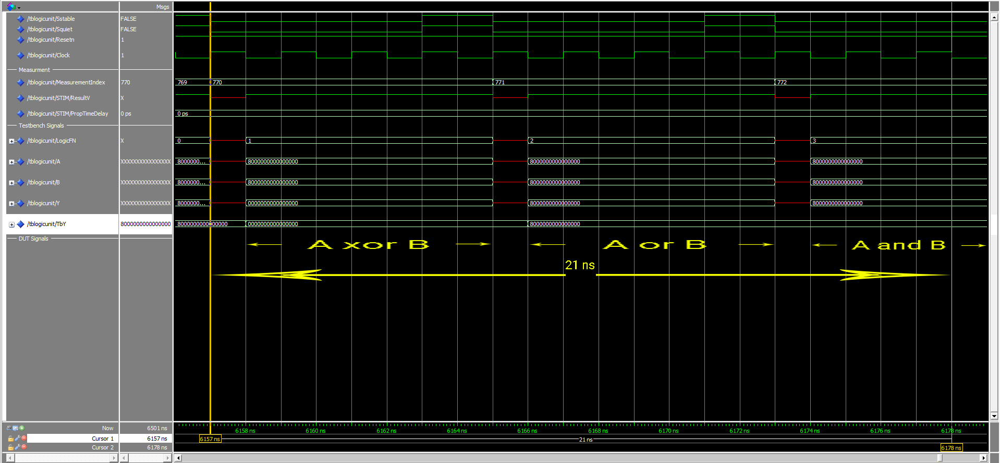 Msgs
/tblogicunit/Sstable FALSE
/tblogicunit/Squiet FALSE
/tblogicunit/Resetn 1
/tblogicunit/Clock 1
Measurment
/tblogicunit/MeasurementIndex 770 769 770 771 772
/tblogicunit/STIM/ResultV X
/tblogicunit/STIM/PropTimeDelay 0 ps 0 ps
Testbench Signals
/tblogicunit/LogicFN X 0 1 2 3
/tblogicunit/A XXXXXXXXXXXXXXXX 8000000... 8000000000000000 8000000000000000 8000000000000000
/tblogicunit/B XXXXXXXXXXXXXXXX 8000000... 8000000000000000 8000000000000000 8000000000000000
/tblogicunit/Y XXXXXXXXXXXXXXXX 8000000... 0000000000000000 8000000000000000 8000000000000000
/tblogicunit/TbY 8000000000000000 8000000000000000 0000000000000000 8000000000000000
DUT Signals
A xor B A or B A and B
21 ns
Now 6501 ns 6158 ns 6160 ns 6162 ns 6164 ns 6166 ns 6168 ns 6170 ns 6172 ns 6174 ns 6176 ns 6178 ns
Cursor 1 6157 ns 6157 ns 21 ns
Cursor 2 6178 ns 6178 ns